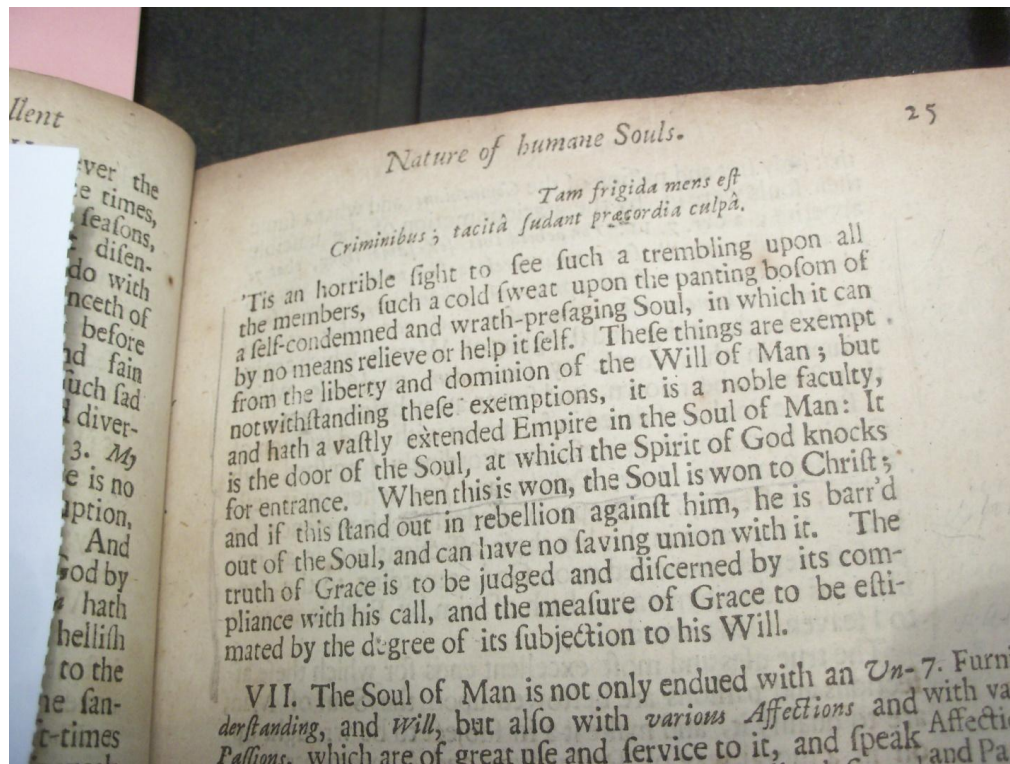 llent
ever the
times,
seasons,
disen-
do with
nceth of
before
nd fain
such sad
diver-
3. My
e is no
uption,
And
God by
hath
hellish
to the
he san-
t-times
Nature of humane Souls.
25
Tam frigida mens eſt
Criminibus; tacitâ ſudant præcordia culpâ.
'Tis an horrible ſight to ſee ſuch a trembling upon all
the members, ſuch a cold ſweat upon the panting boſom of
a ſelf-condemned and wrath-preſaging Soul, in which it can
by no means relieve or help it ſelf. Theſe things are exempt
from the liberty and dominion of the Will of Man; but
notwithſtanding theſe exemptions, it is a noble faculty,
and hath a vaſtly extended Empire in the Soul of Man: It
is the door of the Soul, at which the Spirit of God knocks
for entrance. When this is won, the Soul is won to Chriſt;
and if this ſtand out in rebellion againſt him, he is barr'd
out of the Soul, and can have no ſaving union with it. The
truth of Grace is to be judged and diſcerned by its com-
pliance with his call, and the meaſure of Grace to be eſti-
mated by the degree of its ſubjection to his Will.
VII. The Soul of Man is not only endued with an Un-
derſtanding, and Will, but alſo with various Affections and
Paſſions, which are of great uſe and ſervice to it, and ſpeak
7. Furni
with va
Affectio
and Pa